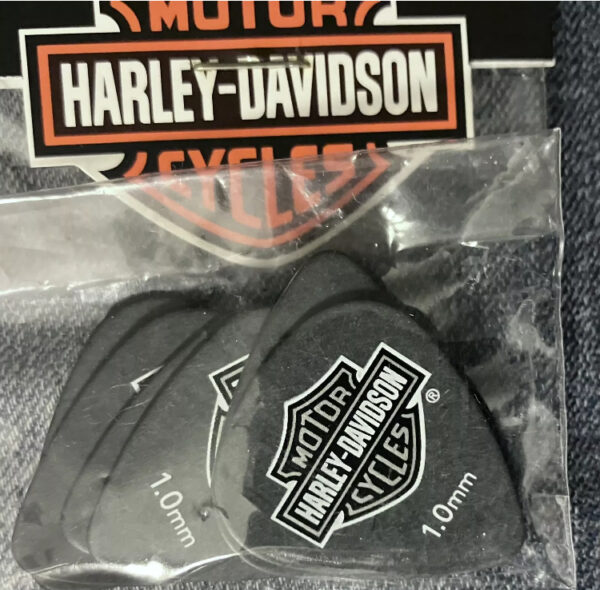 MOTOR
HARLEY-DAVIDSON
CYCLES
MOTOR
HARLEY-DAVIDSON
CYCLES
®
1.0mm
1.0mm